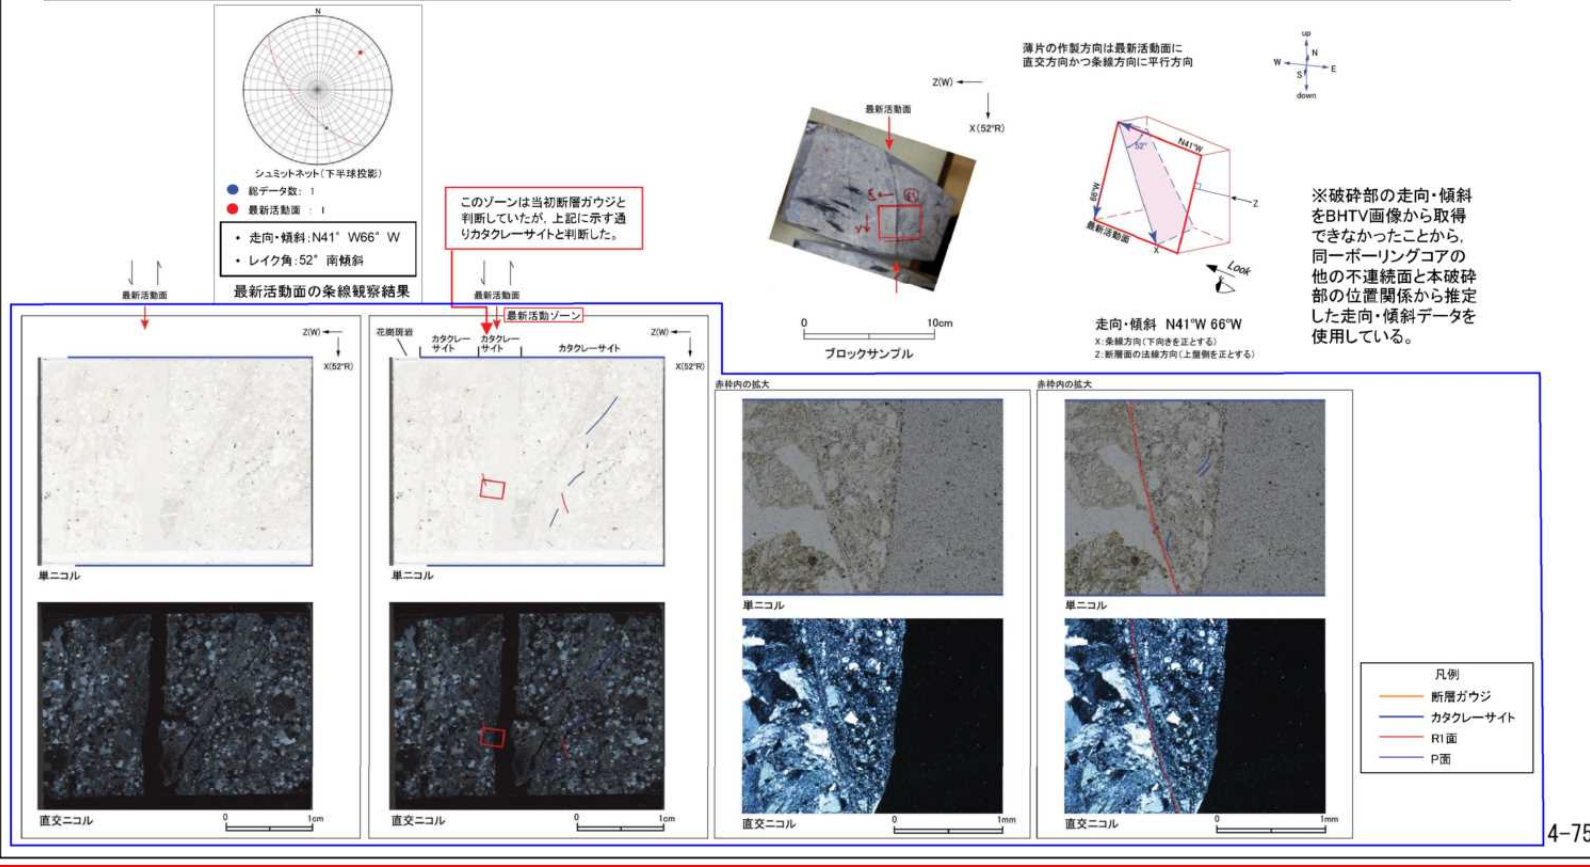 N
シュミットネット(下半球投影)
総データ数: 1
最新活動面 : 1
・ 走向・傾斜:N41° W66° W
・ レイク角:52° 南傾斜
最新活動面の条線観察結果
このゾーンは当初断層ガウジと
判断していたが、上記に示す通
りカタクレーサイトと判断した。
薄片の作製方向は最新活動面に
直交方向かつ条線方向に平行方向
up
N
W
E
S
down
Z(W)
X(52°R)
最新活動面
0
10cm
ブロックサンプル
52°
N41°W
66°W
最新活動面
X
Z
Look
走向・傾斜 N41°W 66°W
X:条線方向(下向きを正とする)
Z:断層面の法線方向(上盤側を正とする)
※破砕部の走向・傾斜
をBHTV画像から取得
できなかったことから、
同一ボーリングコアの
他の不連続面と本破砕
部の位置関係から推定
した走向・傾斜データを
使用している。
最新活動面
Z(W)
X(52°R)
単ニコル
直交ニコル
0
1cm
最新活動面
最新活動ゾーン
花崗斑岩
カタクレー
サイト
カタクレー
サイト
カタクレーサイト
Z(W)
X(52°R)
単ニコル
直交ニコル
0
1cm
赤枠内の拡大
単ニコル
直交ニコル
0
1mm
赤枠内の拡大
単ニコル
直交ニコル
0
1mm
凡例
断層ガウジ
カタクレーサイト
R1面
P面
4-75